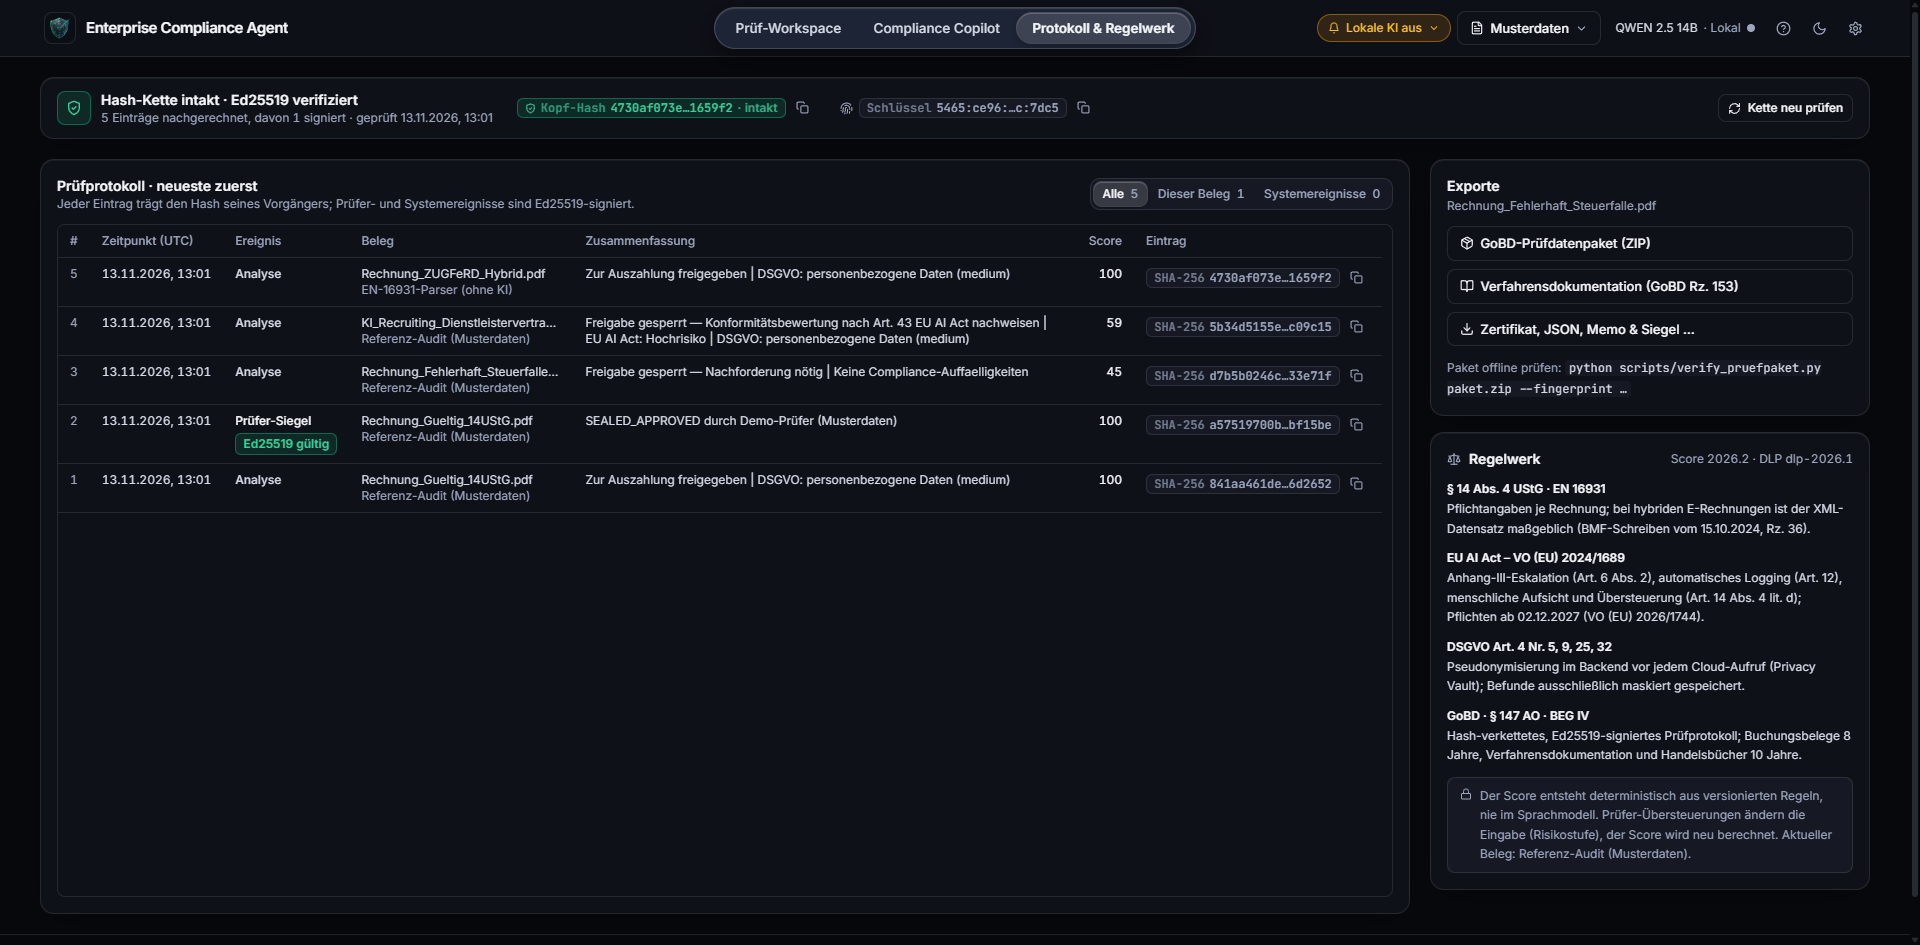 Enterprise Compliance Agent
Prüf-Workspace
Compliance Copilot
Protokoll & Regelwerk
Lokale KI aus
Musterdaten
QWEN 2.5 14B · Lokal
Hash-Kette intakt · Ed25519 verifiziert
5 Einträge nachgerechnet, davon 1 signiert · geprüft 13.11.2026, 13:01
Kopf-Hash 4730af073e…1659f2 · intakt
Schlüssel 5465:ce96:…c:7dc5
Kette neu prüfen
Prüfprotokoll · neueste zuerst
Jeder Eintrag trägt den Hash seines Vorgängers; Prüfer- und Systemereignisse sind Ed25519-signiert.
Alle 5 Dieser Beleg 1 Systemereignisse 0
# Zeitpunkt (UTC) Ereignis Beleg Zusammenfassung Score Eintrag
5 13.11.2026, 13:01 Analyse Rechnung_ZUGFeRD_Hybrid.pdf Zur Auszahlung freigegeben | DSGVO: personenbezogene Daten (medium) 100 SHA-256 4730af073e…1659f2
EN-16931-Parser (ohne KI)
4 13.11.2026, 13:01 Analyse KI_Recruiting_Dienstleistervertra... Freigabe gesperrt — Konformitätsbewertung nach Art. 43 EU AI Act nachweisen | 59 SHA-256 5b34d5155e…c09c15
Referenz-Audit (Musterdaten) EU AI Act: Hochrisiko | DSGVO: personenbezogene Daten (medium)
3 13.11.2026, 13:01 Analyse Rechnung_Fehlerhaft_Steuerfalle... Freigabe gesperrt — Nachforderung nötig | Keine Compliance-Auffaelligkeiten 45 SHA-256 d7b5b0246c…33e71f
Referenz-Audit (Musterdaten)
2 13.11.2026, 13:01 Prüfer-Siegel Rechnung_Gueltig_14UStG.pdf SEALED_APPROVED durch Demo-Prüfer (Musterdaten) 100 SHA-256 a57519700b…bf15be
Ed25519 gültig Referenz-Audit (Musterdaten)
1 13.11.2026, 13:01 Analyse Rechnung_Gueltig_14UStG.pdf Zur Auszahlung freigegeben | DSGVO: personenbezogene Daten (medium) 100 SHA-256 841aa461de…6d2652
Referenz-Audit (Musterdaten)
Exporte
Rechnung_Fehlerhaft_Steuerfalle.pdf
GoBD-Prüfdatenpaket (ZIP)
Verfahrensdokumentation (GoBD Rz. 153)
Zertifikat, JSON, Memo & Siegel ...
Paket offline prüfen: python scripts/verify_pruefpaket.py
paket.zip --fingerprint …
Regelwerk
Score 2026.2 · DLP dlp-2026.1
§ 14 Abs. 4 UStG · EN 16931
Pflichtangaben je Rechnung; bei hybriden E-Rechnungen ist der XML-
Datensatz maßgeblich (BMF-Schreiben vom 15.10.2024, Rz. 36).
EU AI Act – VO (EU) 2024/1689
Anhang-III-Eskalation (Art. 6 Abs. 2), automatisches Logging (Art. 12),
menschliche Aufsicht und Übersteuerung (Art. 14 Abs. 4 lit. d);
Pflichten ab 02.12.2027 (VO (EU) 2026/1744).
DSGVO Art. 4 Nr. 5, 9, 25, 32
Pseudonymisierung im Backend vor jedem Cloud-Aufruf (Privacy
Vault); Befunde ausschließlich maskiert gespeichert.
GoBD · § 147 AO · BEG IV
Hash-verkettetes, Ed25519-signiertes Prüfprotokoll; Buchungsbelege 8
Jahre, Verfahrensdokumentation und Handelsbücher 10 Jahre.
Der Score entsteht deterministisch aus versionierten Regeln,
nie im Sprachmodell. Prüfer-Übersteuerungen ändern die
Eingabe (Risikostufe), der Score wird neu berechnet. Aktueller
Beleg: Referenz-Audit (Musterdaten).